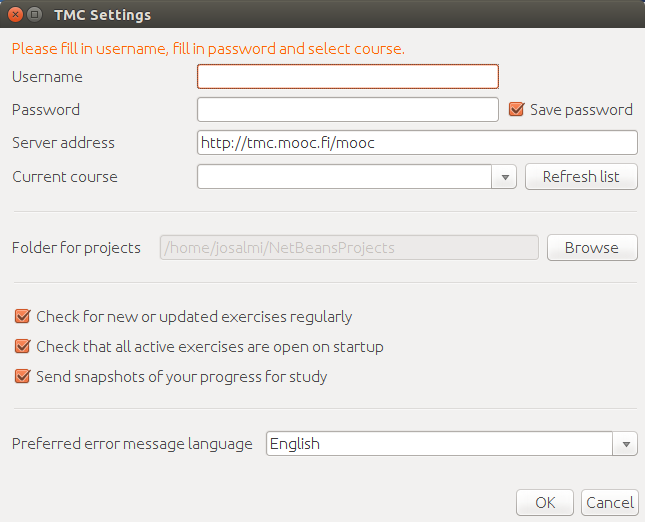 TMC Settings
Please fill in username, fill in password and select course.
Username
Password
Save password
Server address
http://tmc.mooc.fi/mooc
Current course
Refresh list
Folder for projects
/home/josalmi/NetBeansProjects
Browse
Check for new or updated exercises regularly
Check that all active exercises are open on startup
Send snapshots of your progress for study
Preferred error message language
English
OK
Cancel